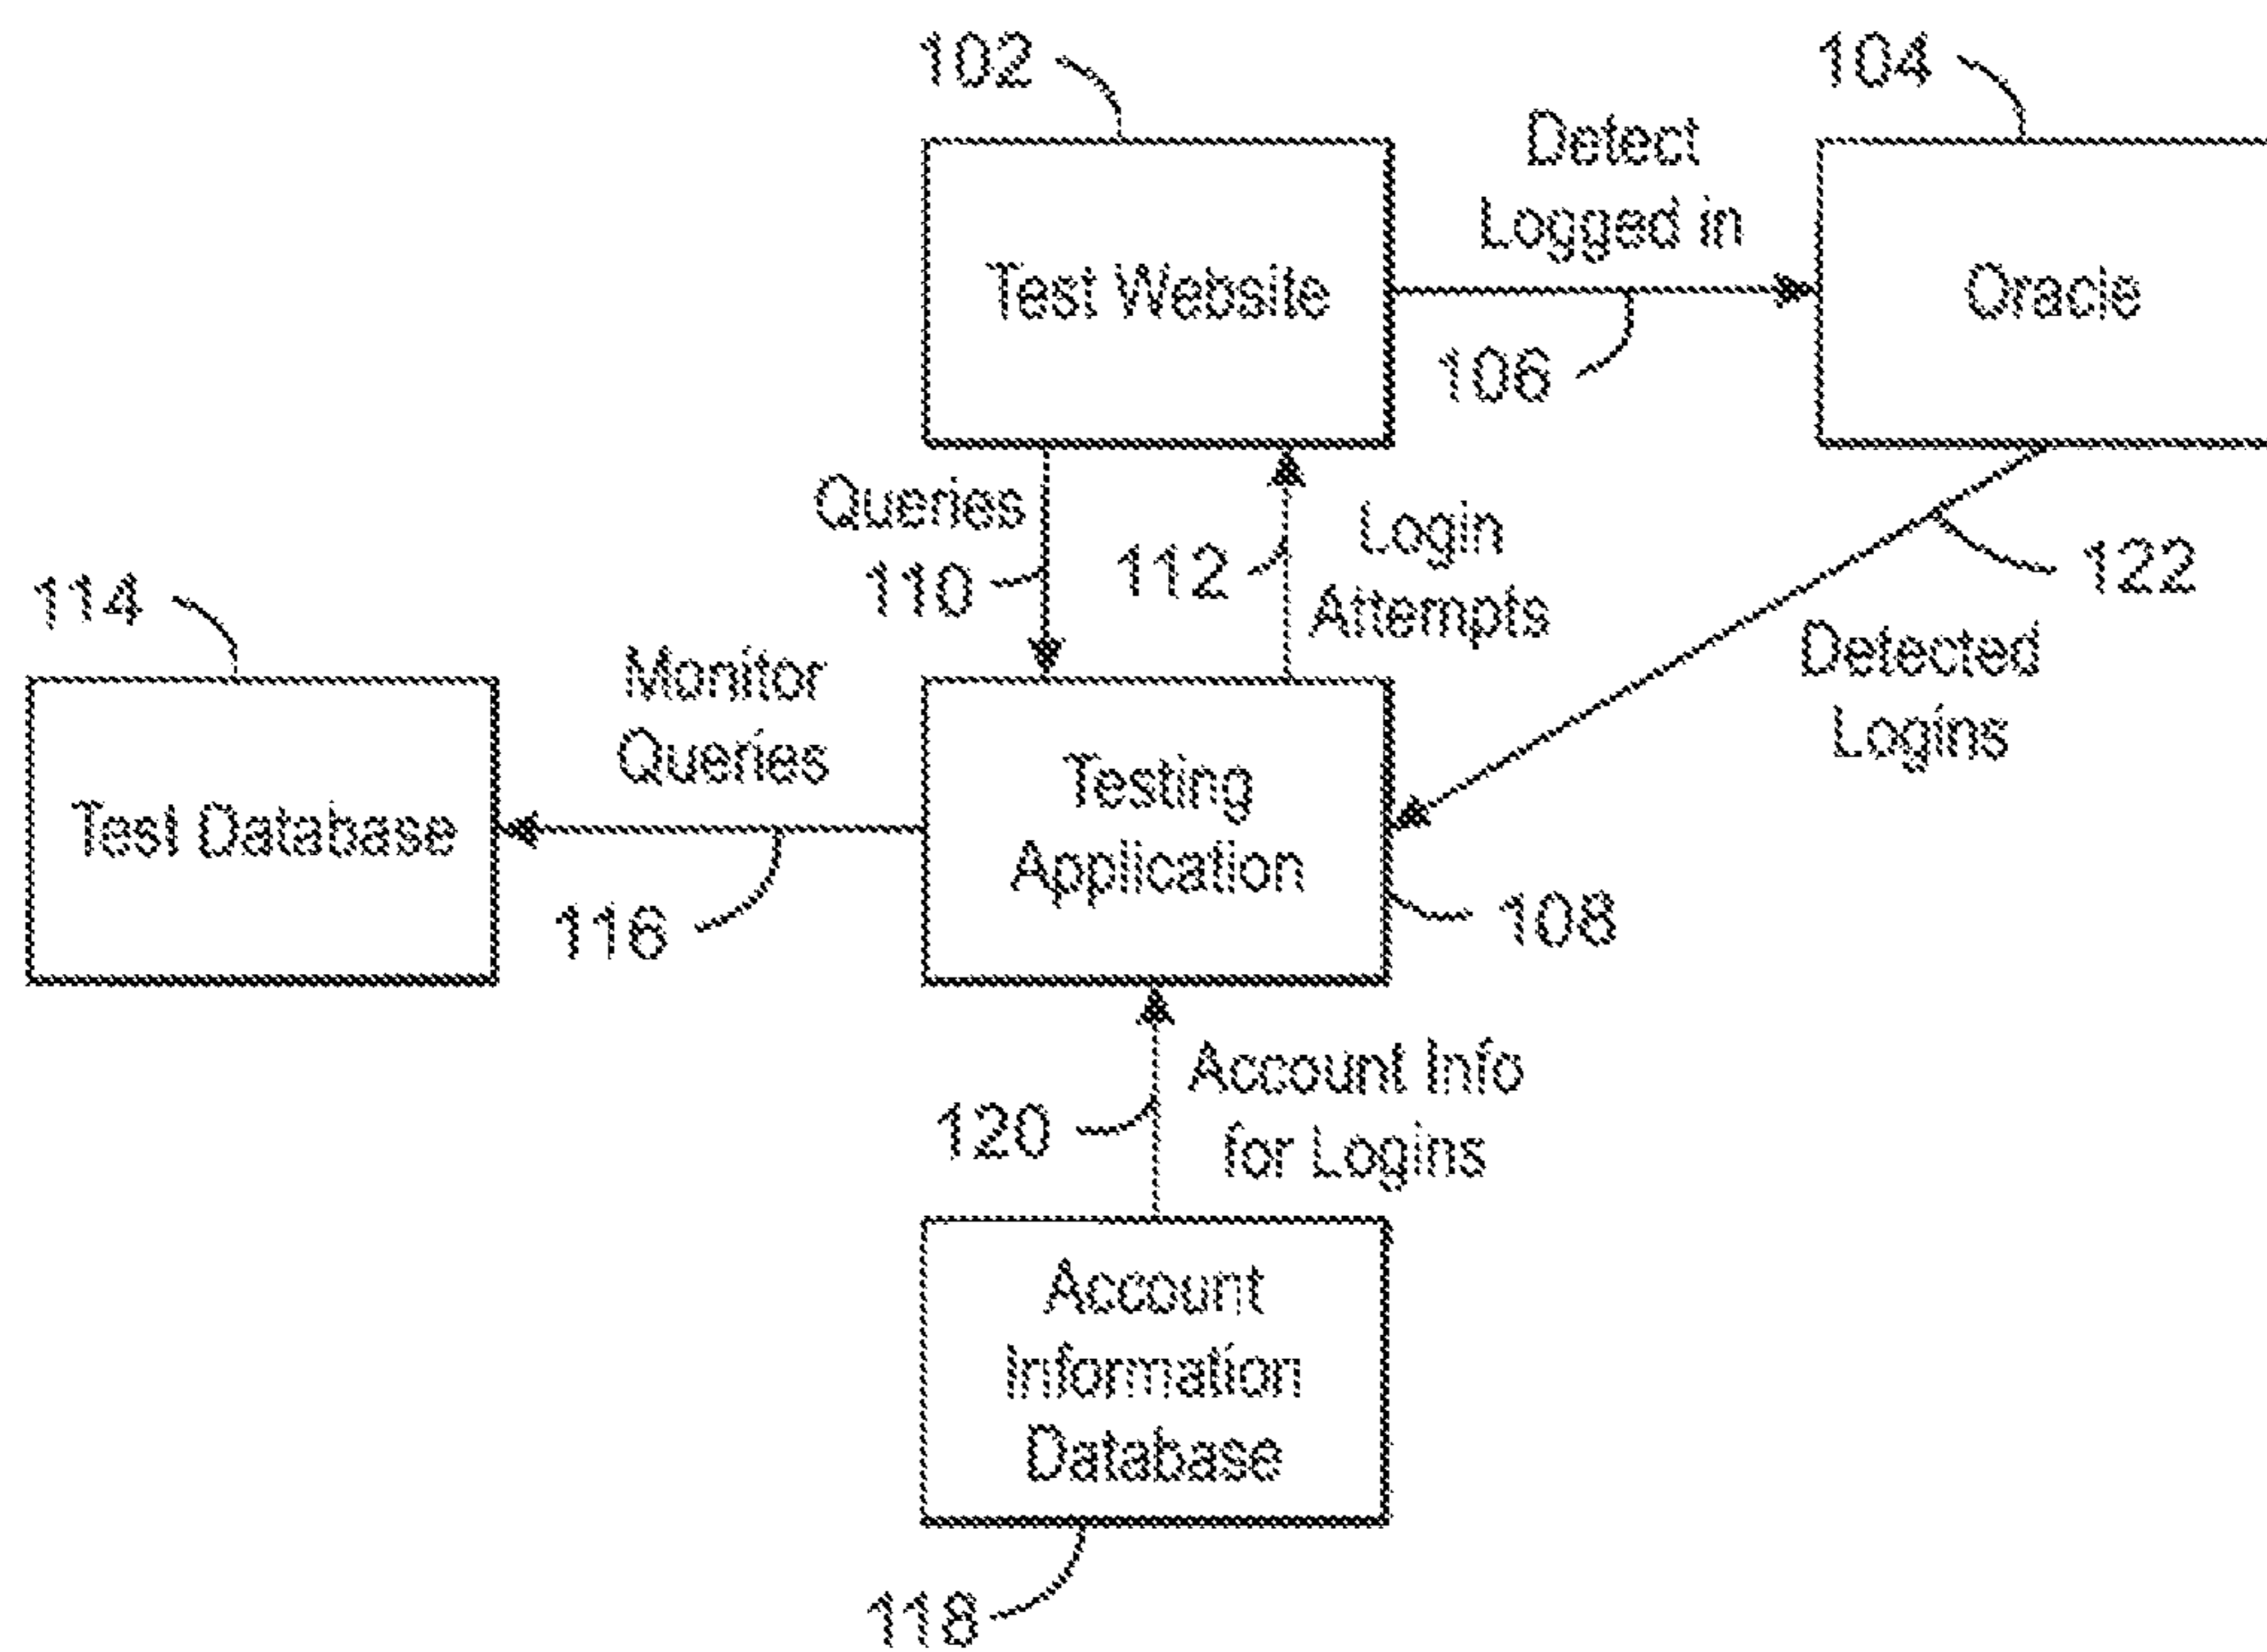 102
104
Detect
Logged in
Test Website
Oracle
106
Queries
110
112
Login
Attempts
122
Detected
Logins
114
Monitor
Queries
Test Database
Testing
Application
116
108
120
Account Info
for Logins
Account
Information
Database
118